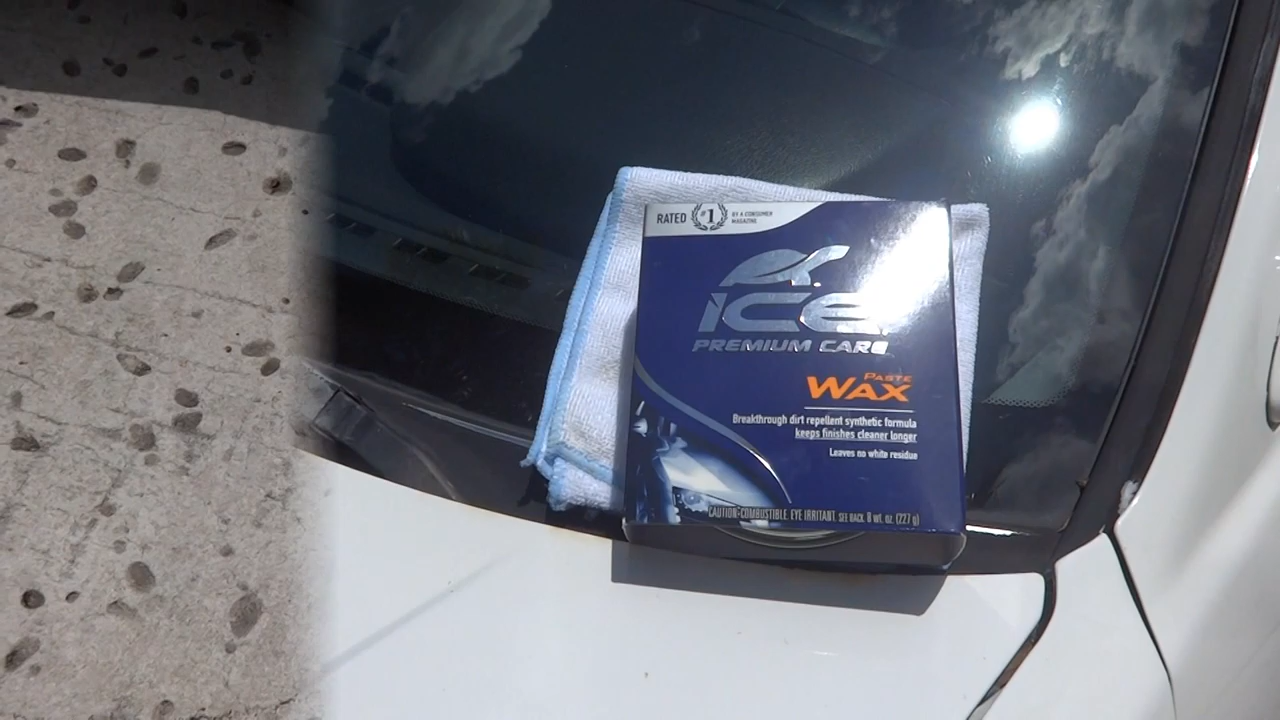 RATED #1 BY A CONSUMER
MAGAZINE
ICE
PREMIUM CARE
PASTE
WAX
Breakthrough dirt repellent synthetic formula
keeps finishes cleaner longer
Leaves no white residue
CAUTION: COMBUSTIBLE. EYE IRRITANT. SEE BACK. 8 wt. oz. (227 g)